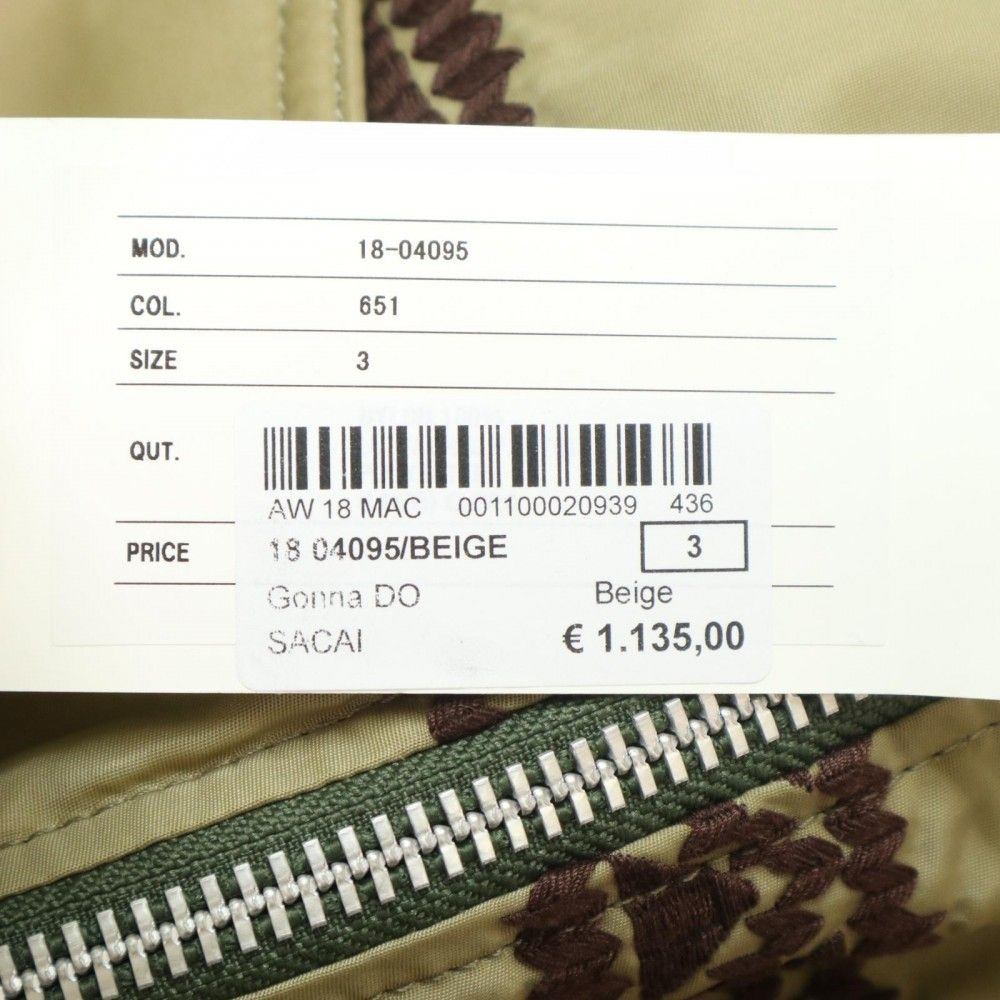 MOD. 18-04095
COL. 651
SIZE 3
QUT.
AW 18 MAC 001100020939 436
PRICE 18 04095/BEIGE 3
Gonna DO Beige
SACAI € 1.135,00